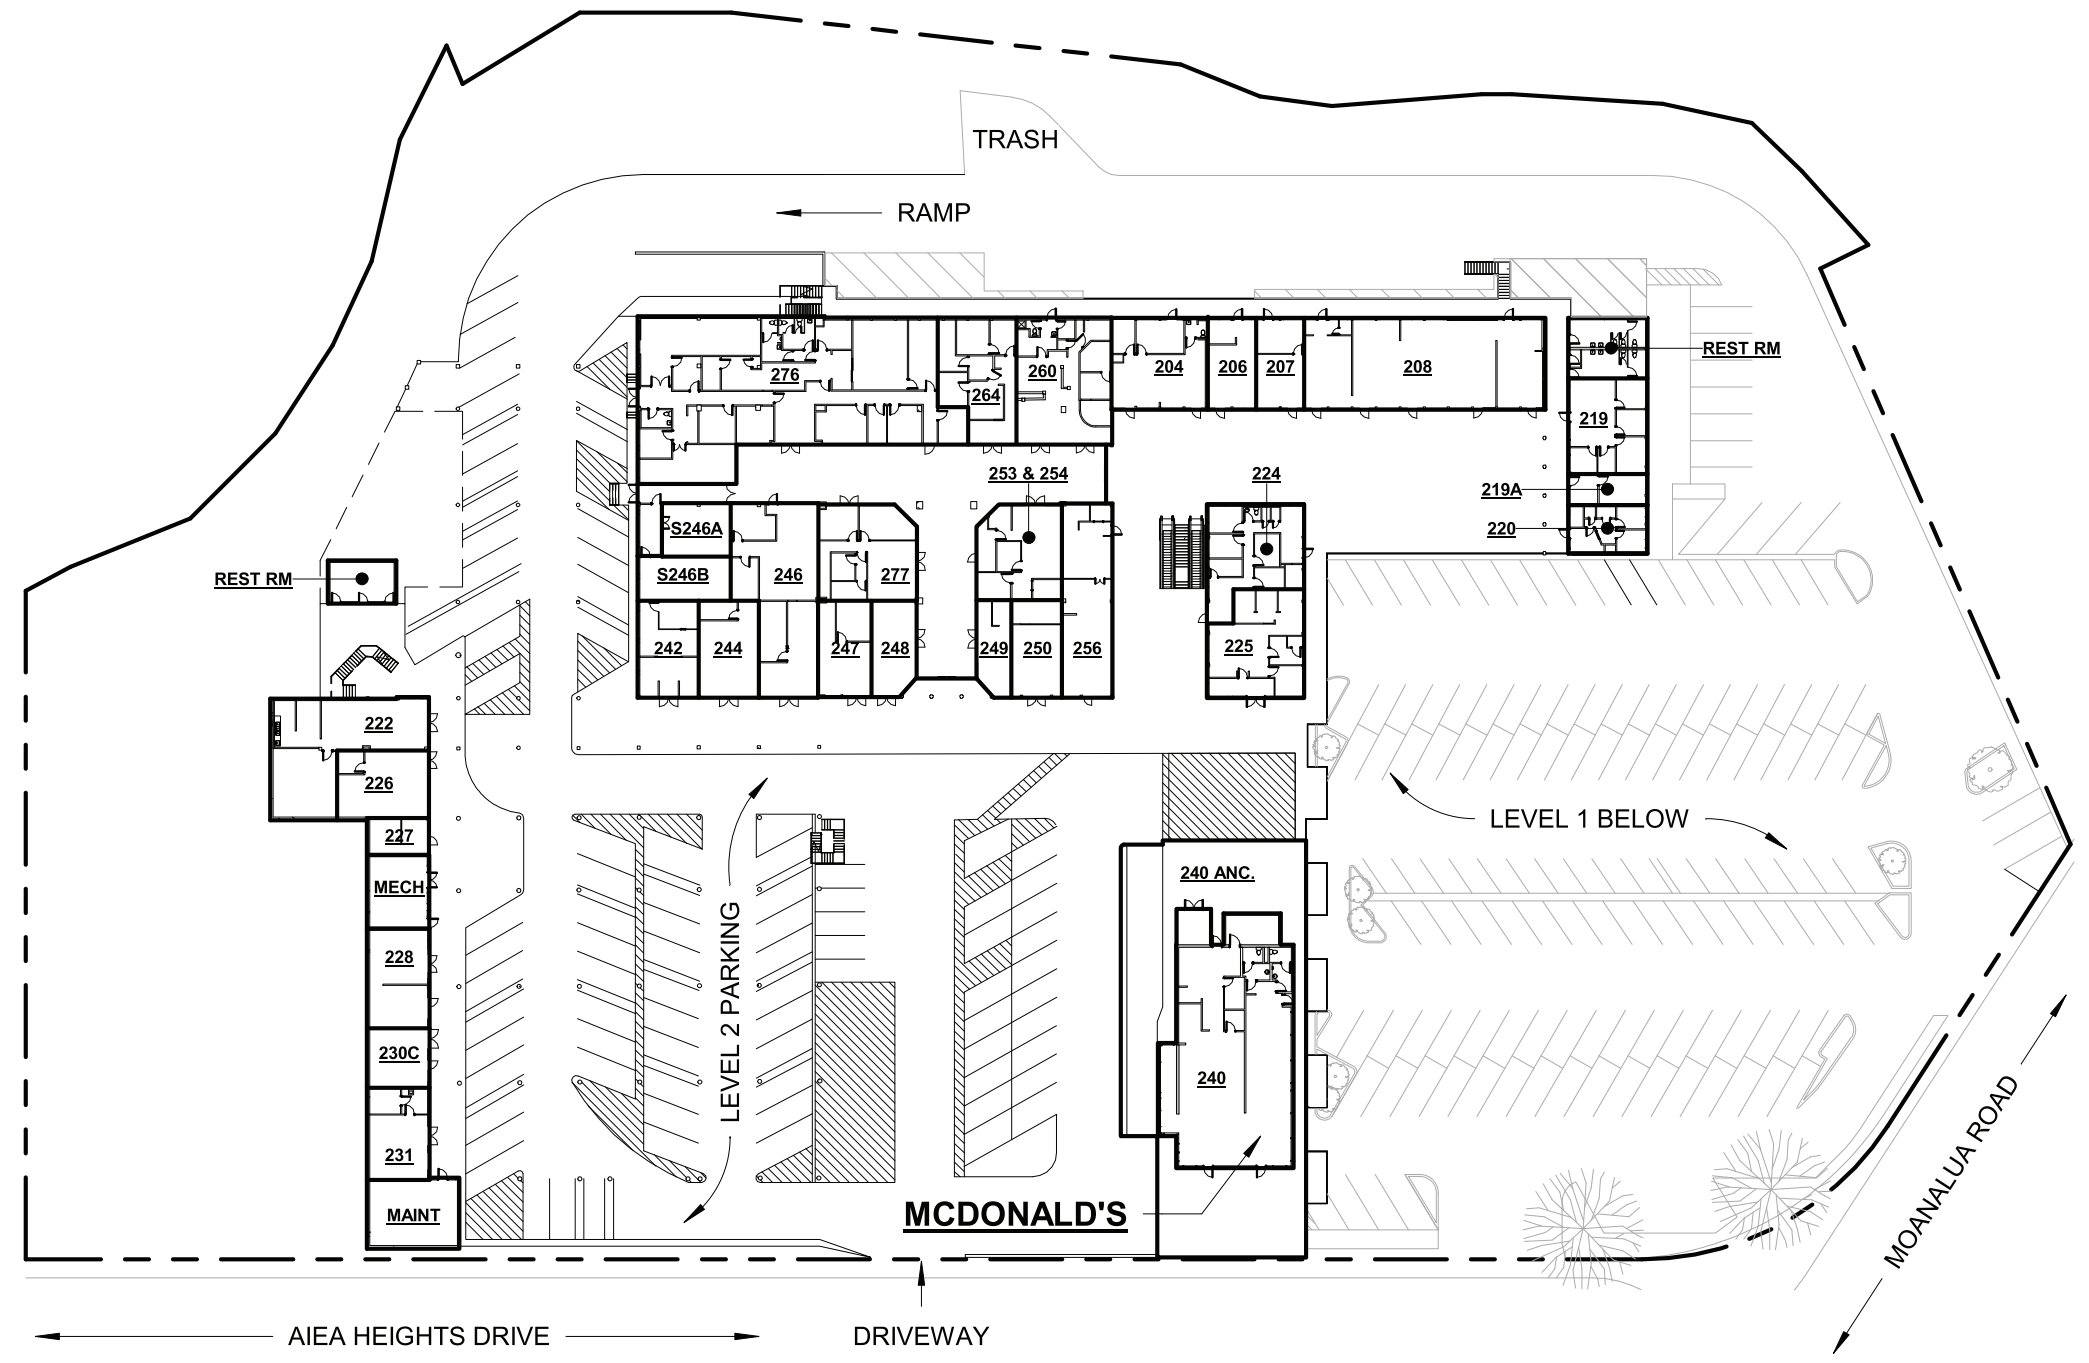 TRASH
RAMP
REST RM
276
264
260
204
206
207
208
219
253 & 254
224
219A
220
S246A
S246B
246
277
REST RM
242
244
247
248
249
250
256
225
222
226
227
MECH
228
230C
231
MAINT
LEVEL 2 PARKING
LEVEL 1 BELOW
240 ANC.
240
MCDONALD'S
MOANALUA ROAD
AIEA HEIGHTS DRIVE
DRIVEWAY